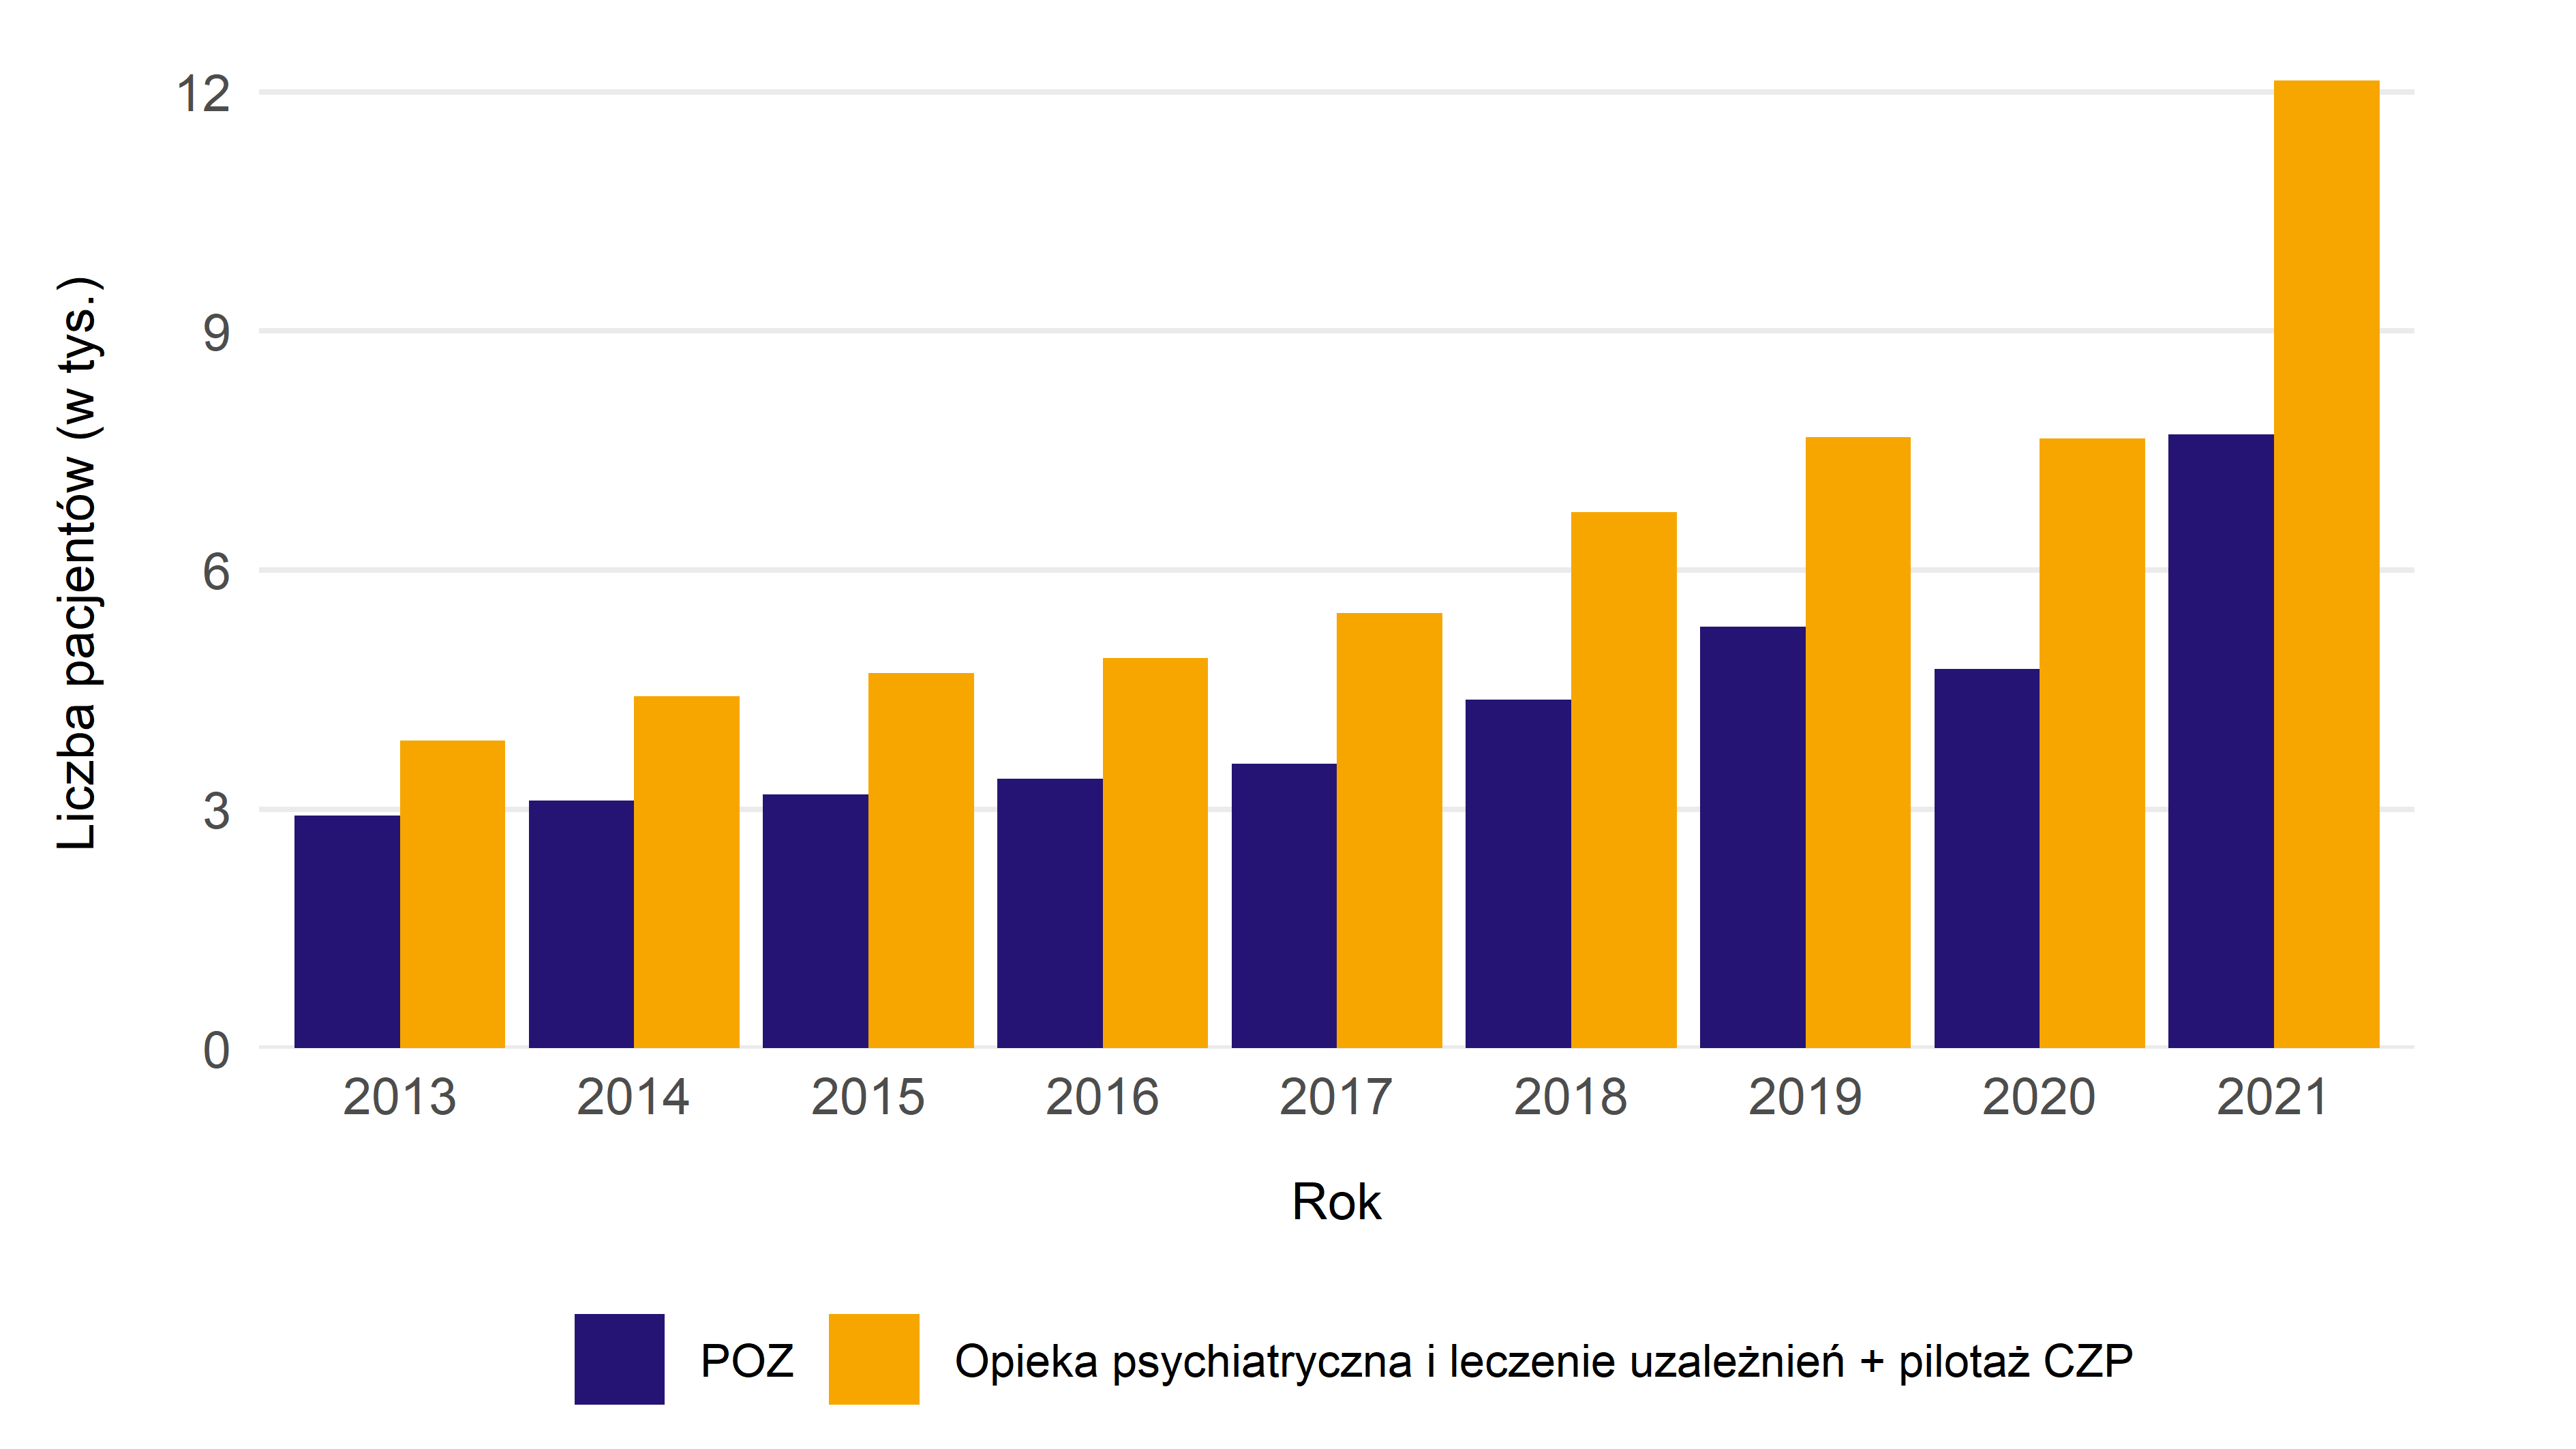 Liczba pacjentów (w tys.)
12
9
6
3
0
2013 2014 2015 2016 2017 2018 2019 2020 2021
Rok
POZ Opieka psychiatryczna i leczenie uzależnień + pilotaż CZP